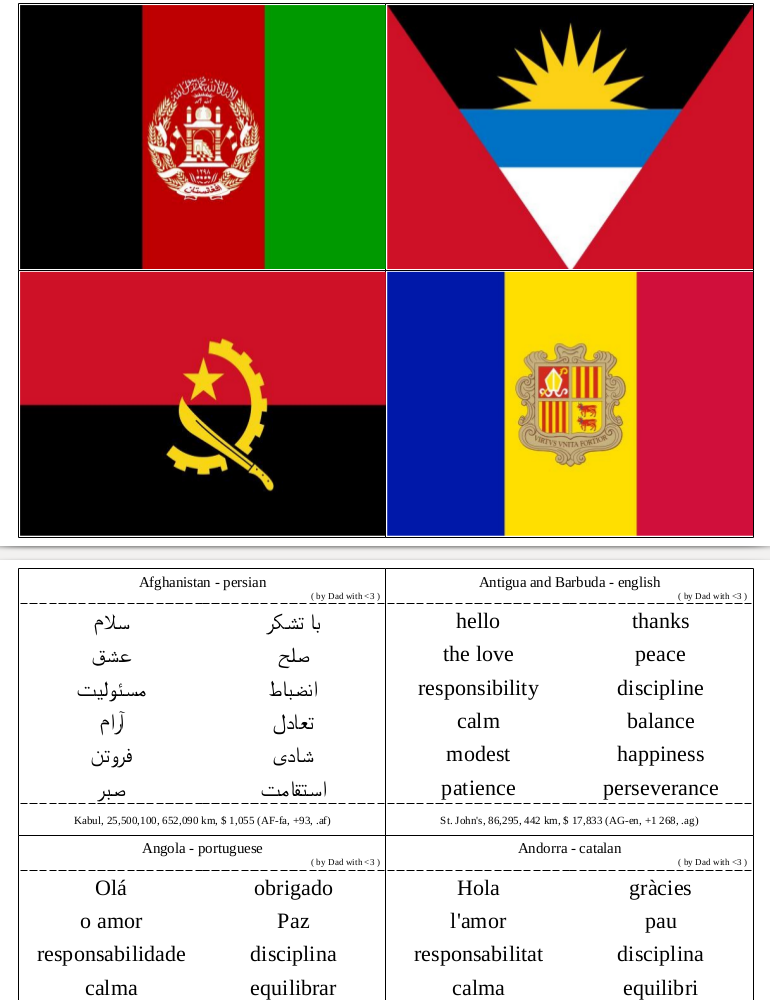 VIRTVS VNITA FORTIOR
Afghanistan - persian
( by Dad with <3 )
سلام با تشکر
عشق صلح
مسئولیت انضباط
آرام تعادل
فروتن شادی
صبر استقامت
Kabul, 25,500,100, 652,090 km, $ 1,055 (AF-fa, +93, .af)
Antigua and Barbuda - english
( by Dad with <3 )
hello thanks
the love peace
responsibility discipline
calm balance
modest happiness
patience perseverance
St. John's, 86,295, 442 km, $ 17,833 (AG-en, +1 268, .ag)
Angola - portuguese
( by Dad with <3 )
Olá obrigado
o amor Paz
responsabilidade disciplina
calma equilibrar
Andorra - catalan
( by Dad with <3 )
Hola gràcies
l'amor pau
responsabilitat disciplina
calma equilibri